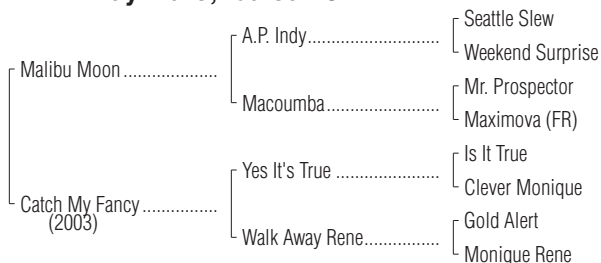 Seattle Slew
A.P. Indy........................................
Weekend Surprise
Malibu Moon ...................
Mr. Prospector
Macoumba..................................
Maximova (FR)
Is It True
Yes It's True ...............................
Clever Monique
Catch My Fancy ...............
(2003)
Gold Alert
Walk Away Rene.......................
Monique Rene